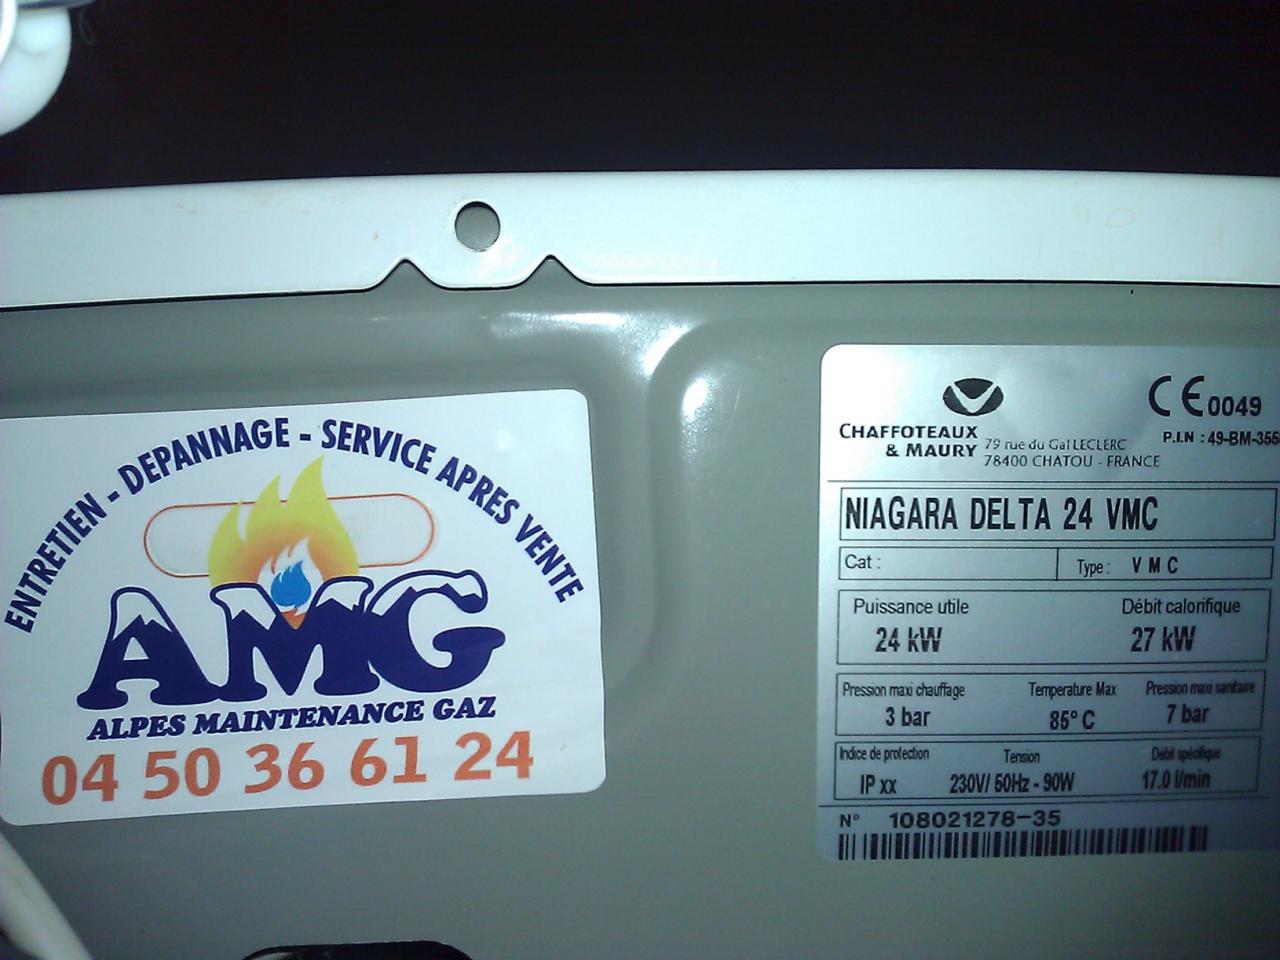 ENTRETIEN - DEPANNAGE - SERVICE APRES VENTE
AMG
ALPES MAINTENANCE GAZ
04 50 36 61 24
CE 0049
CHAFFOTEAUX
& MAURY
79 rue du Gal LECLERC
78400 CHATOU - FRANCE
P.I.N : 49-BM-355
NIAGARA DELTA 24 VMC
Cat :
Type : V M C
Puissance utile
Débit calorifique
24 kW
27 kW
Pression maxi chauffage
Temperature Max
Pression maxi sanitaire
3 bar
85° C
7 bar
Indice de protection
Tension
Débit spécifique
IP xx
230V/ 50Hz - 90W
17.0 l/min
N° 108021278-35